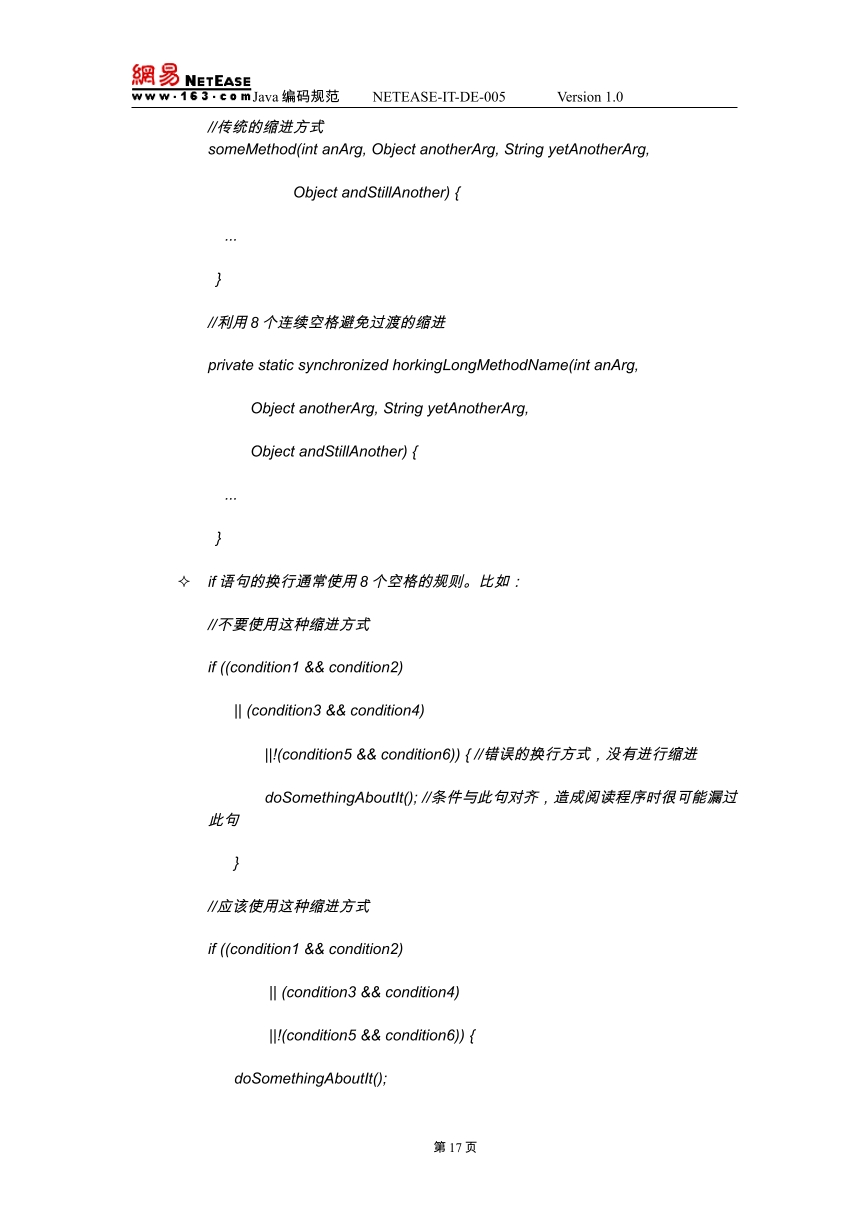 網易 NETEASE
www.163.com Java 编码规范 NETEASE-IT-DE-005 Version 1.0
//传统的缩进方式
someMethod(int anArg, Object anotherArg, String yetAnotherArg,
Object andStillAnother) {
...
}
//利用 8 个连续空格避免过渡的缩进
private static synchronized horkingLongMethodName(int anArg,
Object anotherArg, String yetAnotherArg,
Object andStillAnother) {
...
}
✧ if 语句的换行通常使用 8 个空格的规则。比如：
//不要使用这种缩进方式
if ((condition1 && condition2)
|| (condition3 && condition4)
||!(condition5 && condition6)) { //错误的换行方式，没有进行缩进
doSomethingAboutIt(); //条件与此句对齐，造成阅读程序时很可能漏过
此句
}
//应该使用这种缩进方式
if ((condition1 && condition2)
|| (condition3 && condition4)
||!(condition5 && condition6)) {
doSomethingAboutIt();
第 17 页